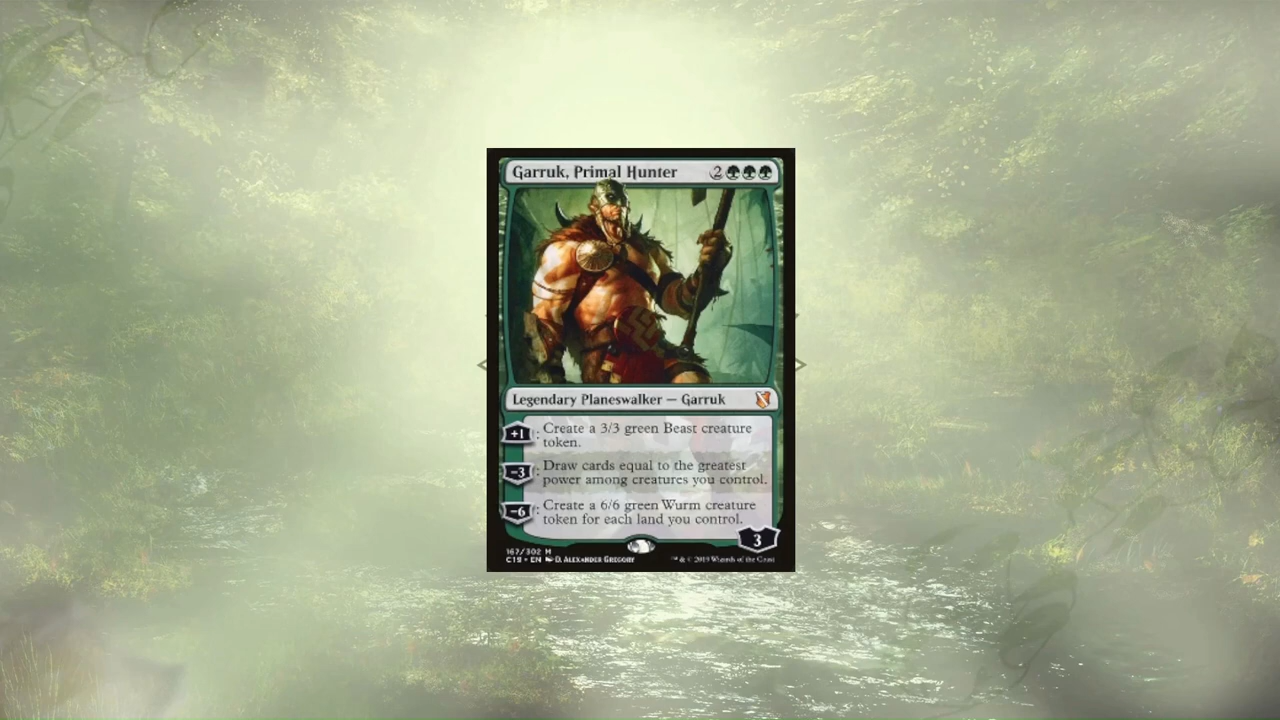 Garruk, Primal Hunter 2
Legendary Planeswalker — Garruk
+1: Create a 3/3 green Beast creature
token.
−3: Draw cards equal to the greatest
power among creatures you control.
−6: Create a 6/6 green Wurm creature
token for each land you control.
3
167/302 M
C19 • EN D. Alexander Gregory
™ & © 2019 Wizards of the Coast